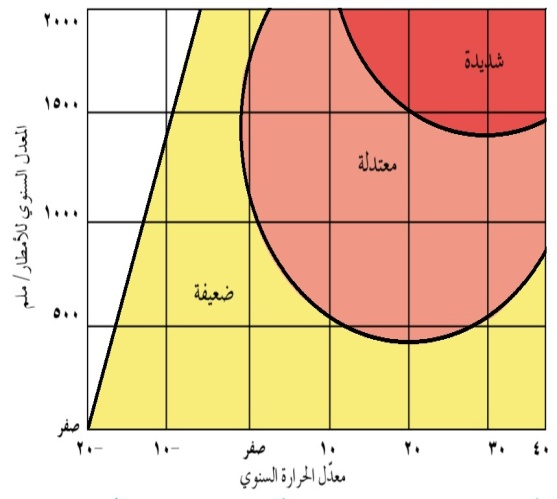 ٢٠٠٠
١٥٠٠
١٠٠٠
٥٠٠
صفر
المعدل السنوي للأمطار/ ملم
شديدة
معتدلة
ضعيفة
٢٠−
١٠−
صفر
١٠
٢٠
٣٠
٤٠
معدّل الحرارة السنوي